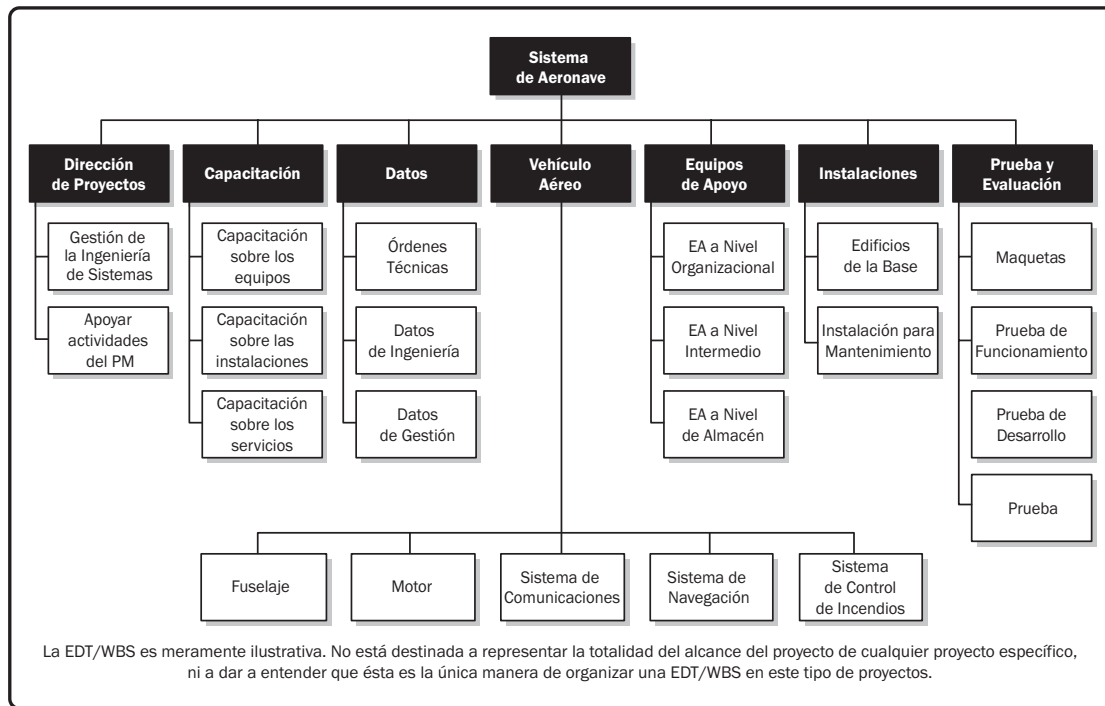 Sistema
de Aeronave
Dirección
de Proyectos
Capacitación
Datos
Vehículo
Aéreo
Equipos
de Apoyo
Instalaciones
Prueba y
Evaluación
Gestión de
la Ingeniería
de Sistemas
Apoyar
actividades
del PM
Capacitación
sobre los
equipos
Capacitación
sobre las
instalaciones
Capacitación
sobre los
servicios
Órdenes
Técnicas
Datos
de Ingeniería
Datos
de Gestión
EA a Nivel
Organizacional
EA a Nivel
Intermedio
EA a Nivel
de Almacén
Edificios
de la Base
Instalación para
Mantenimiento
Maquetas
Prueba de
Funcionamiento
Prueba de
Desarrollo
Prueba
Fuselaje
Motor
Sistema de
Comunicaciones
Sistema de
Navegación
Sistema
de Control
de Incendios
La EDT/WBS es meramente ilustrativa. No está destinada a representar la totalidad del alcance del proyecto de cualquier proyecto específico,
ni a dar a entender que ésta es la única manera de organizar una EDT/WBS en este tipo de proyectos.